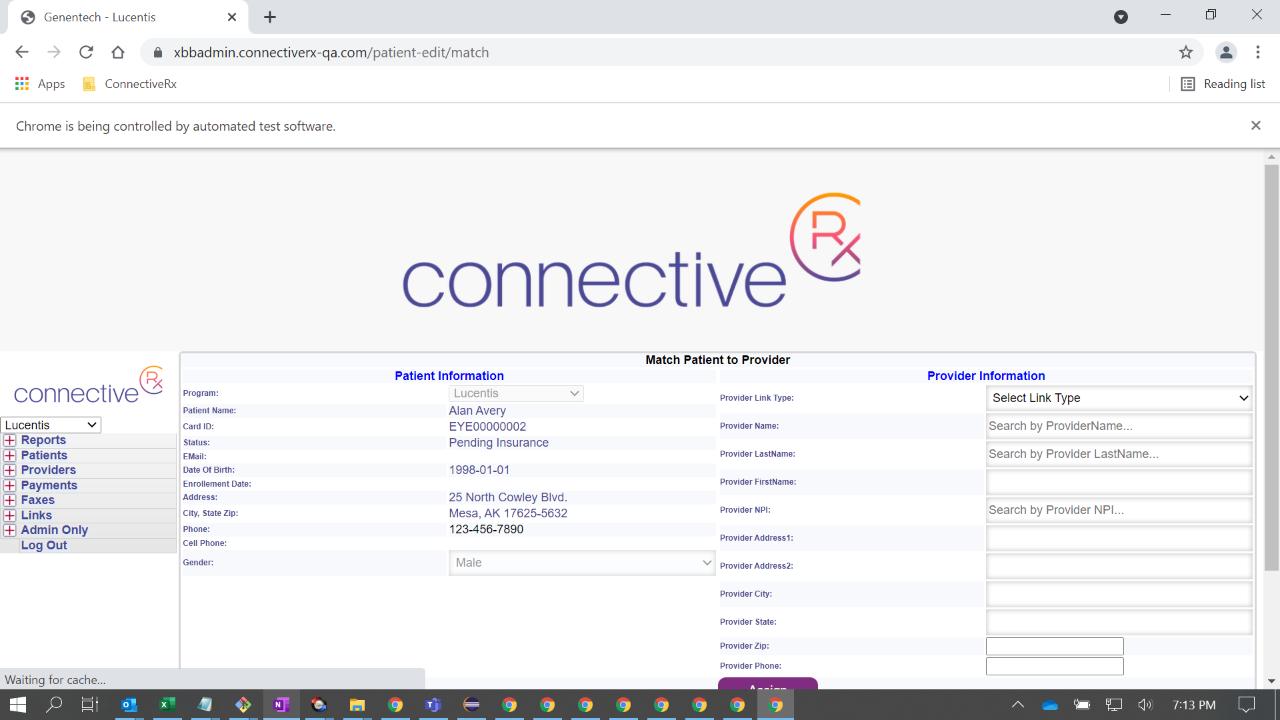 Genentech - Lucentis
xbbadmin.connectiverx-qa.com/patient-edit/match
Apps
ConnectiveRx
Reading list
Chrome is being controlled by automated test software.
connective Rx
connective Rx
Lucentis
Reports
Patients
Providers
Payments
Faxes
Links
Admin Only
Log Out
Match Patient to Provider
Patient Information
Program: Lucentis
Patient Name: Alan Avery
Card ID: EYE00000002
Status: Pending Insurance
EMail:
Date Of Birth: 1998-01-01
Enrollment Date:
Address: 25 North Cowley Blvd.
City, State Zip: Mesa, AK 17625-5632
Phone: 123-456-7890
Cell Phone:
Gender: Male
Provider Information
Provider Link Type: Select Link Type
Provider Name: Search by ProviderName...
Provider LastName: Search by Provider LastName...
Provider FirstName:
Provider NPI: Search by Provider NPI...
Provider Address1:
Provider Address2:
Provider City:
Provider State:
Provider Zip:
Provider Phone:
Assign
Waiting for cache...
7:13 PM